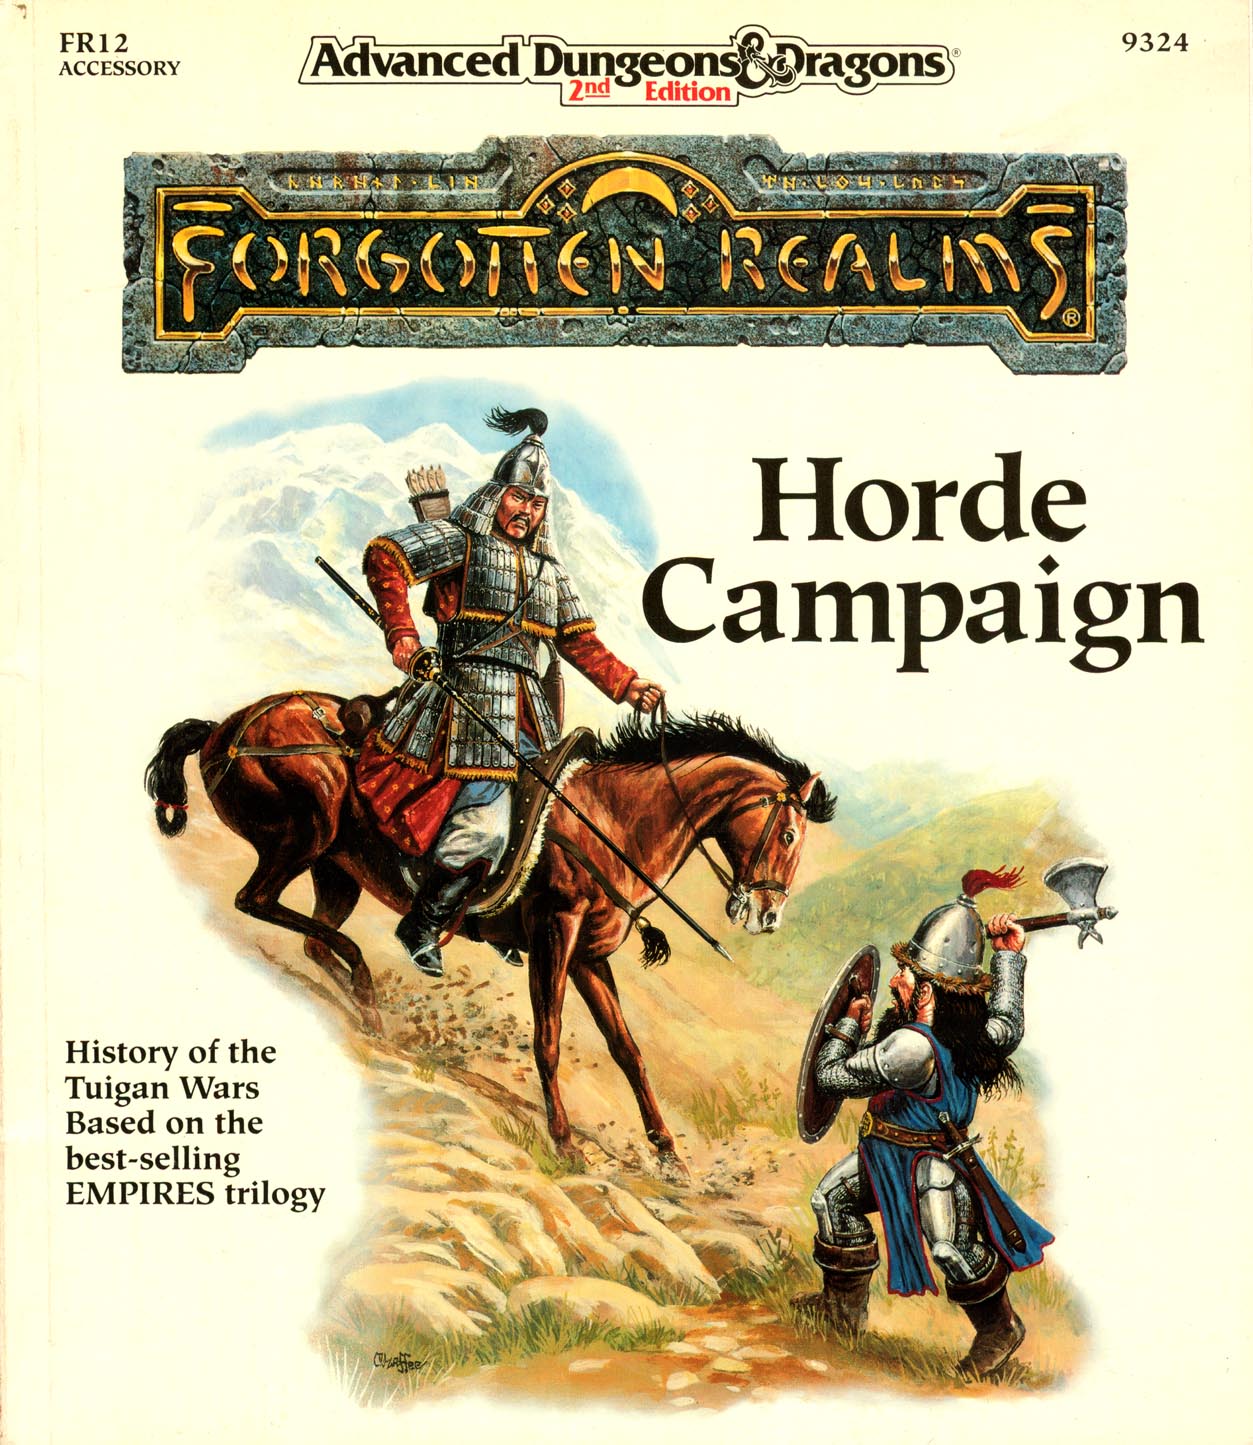 FR12
ACCESSORY
9324
Advanced Dungeons & Dragons®
2nd Edition
FORGOTTEN REALMS®
Horde
Campaign
History of the
Tuigan Wars
Based on the
best-selling
EMPIRES trilogy